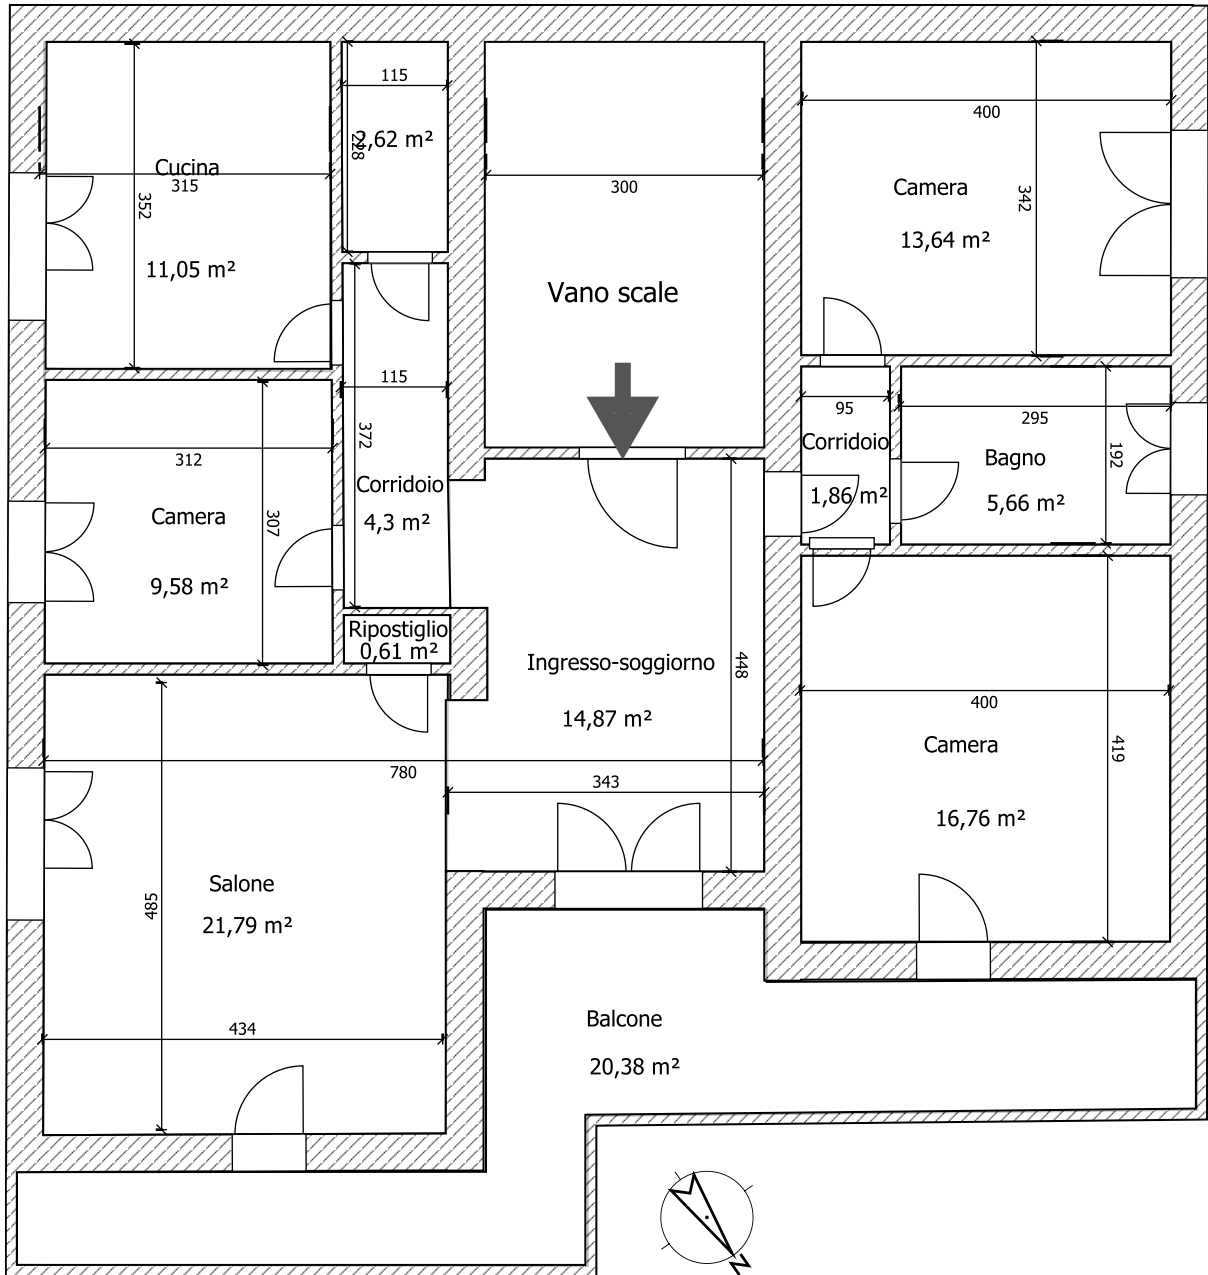 115
228
2,62 m²
Cucina
315
352
11,05 m²
300
Vano scale
400
342
Camera
13,64 m²
115
372
Corridoio
4,3 m²
312
307
Camera
9,58 m²
95
Corridoio
1,86 m²
295
192
Bagno
5,66 m²
Ripostiglio
0,61 m²
Ingresso-soggiorno
14,87 m²
448
343
780
400
419
Camera
16,76 m²
Salone
21,79 m²
485
434
Balcone
20,38 m²
N